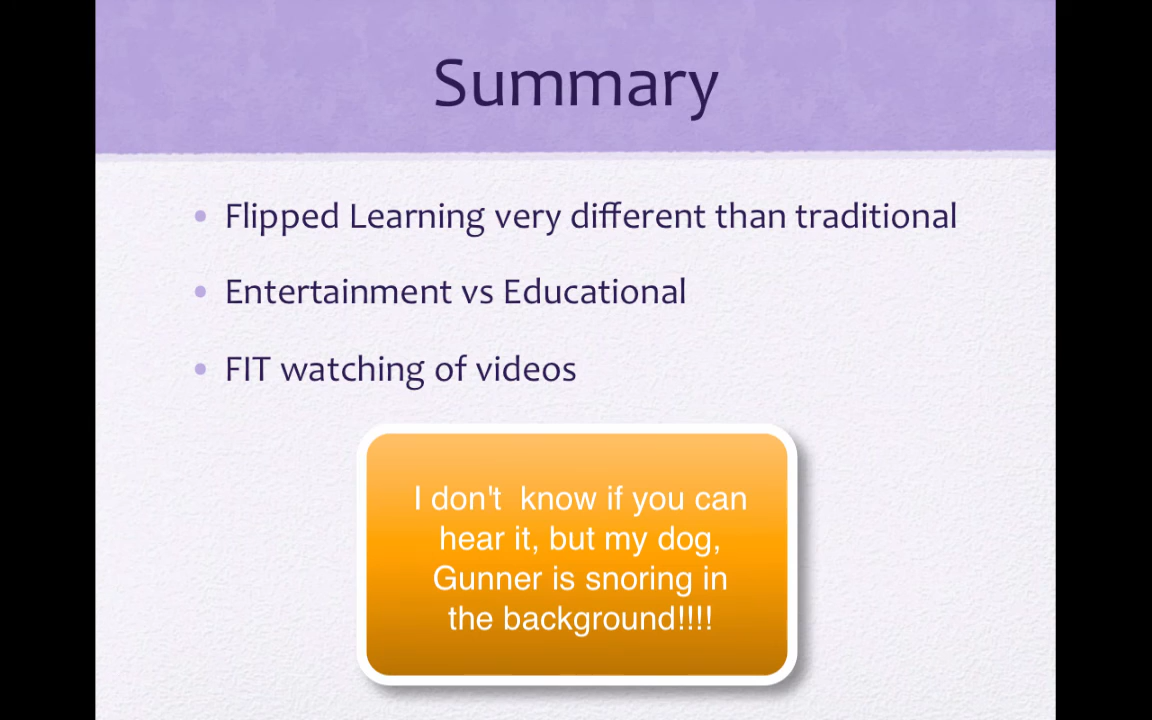 Summary
• Flipped Learning very different than traditional
• Entertainment vs Educational
• FIT watching of videos
I don't  know if you can
hear it, but my dog,
Gunner is snoring in
the background!!!!